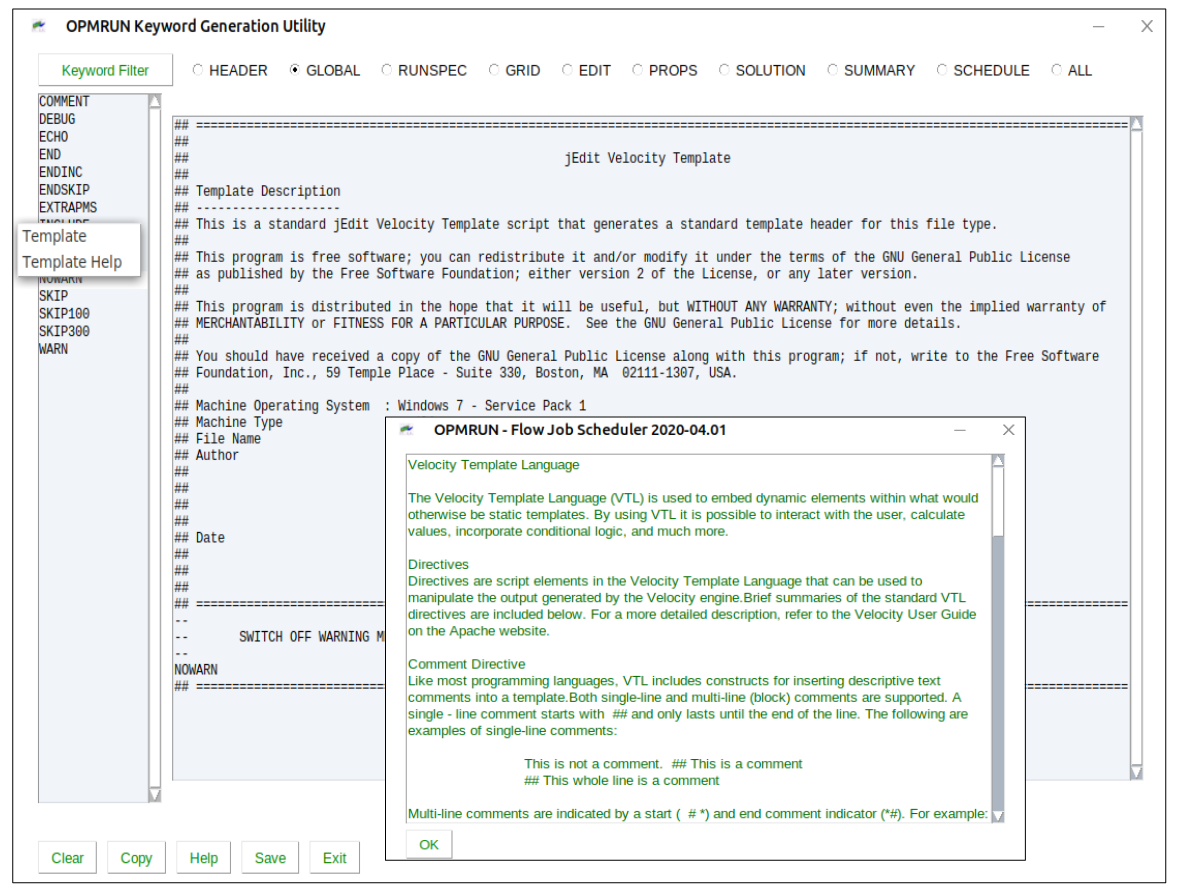 OPMRUN Keyword Generation Utility
Keyword Filter
HEADER GLOBAL RUNSPEC GRID EDIT PROPS SOLUTION SUMMARY SCHEDULE ALL
COMMENT
DEBUG
ECHO
END
ENDINC
ENDSKIP
EXTRAPMS
INCLUDE
Template
Template Help
NOWARN
SKIP
SKIP100
SKIP300
WARN
## =================================================================================================================================
##
## jEdit Velocity Template
##
## Template Description
## --------------------
## This is a standard jEdit Velocity Template script that generates a standard template header for this file type.
##
## This program is free software; you can redistribute it and/or modify it under the terms of the GNU General Public License
## as published by the Free Software Foundation; either version 2 of the License, or any later version.
##
## This program is distributed in the hope that it will be useful, but WITHOUT ANY WARRANTY; without even the implied warranty of
## MERCHANTABILITY or FITNESS FOR A PARTICULAR PURPOSE.  See the GNU General Public License for more details.
##
## You should have received a copy of the GNU General Public License along with this program; if not, write to the Free Software
## Foundation, Inc., 59 Temple Place - Suite 330, Boston, MA  02111-1307, USA.
##
## Machine Operating System  : Windows 7 - Service Pack 1
## Machine Type
## File Name
## Author
##
##
##
##
## Date
##
##
##
## ==========================
--
-- SWITCH OFF WARNING
--
NOWARN
## ==========================
OPMRUN - Flow Job Scheduler 2020-04.01
Velocity Template Language
The Velocity Template Language (VTL) is used to embed dynamic elements within what would
otherwise be static templates. By using VTL it is possible to interact with the user, calculate
values, incorporate conditional logic, and much more.
Directives
Directives are script elements in the Velocity Template Language that can be used to
manipulate the output generated by the Velocity engine.Brief summaries of the standard VTL
directives are included below. For a more detailed description, refer to the Velocity User Guide
on the Apache website.
Comment Directive
Like most programming languages, VTL includes constructs for inserting descriptive text
comments into a template.Both single-line and multi-line (block) comments are supported. A
single - line comment starts with  ## and only lasts until the end of the line. The following are
examples of single-line comments:
This is not a comment.  ## This is a comment
## This whole line is a comment
Multi-line comments are indicated by a start (  # *) and end comment indicator (*#). For example:
OK
Clear Copy Help Save Exit